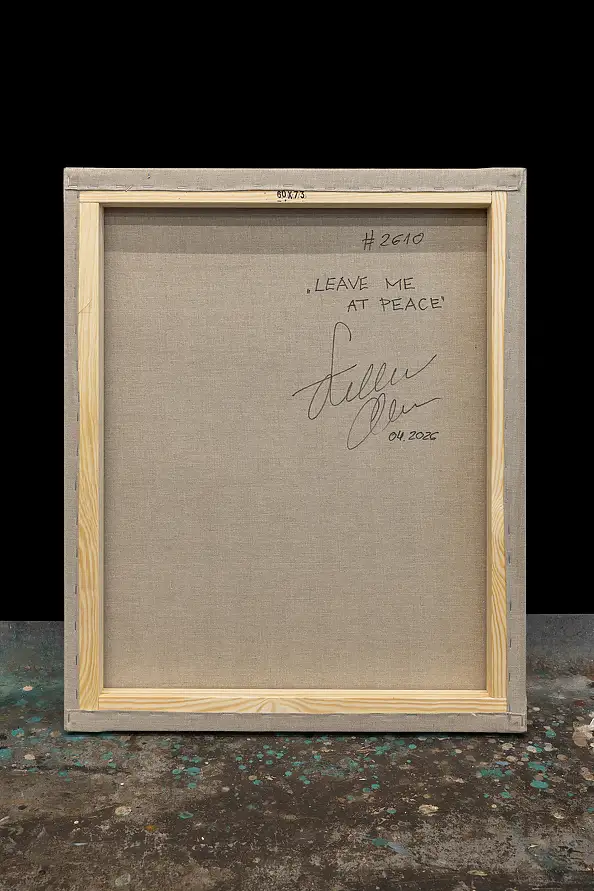 60X73
#2610
„LEAVE ME
AT PEACE"
04.2026